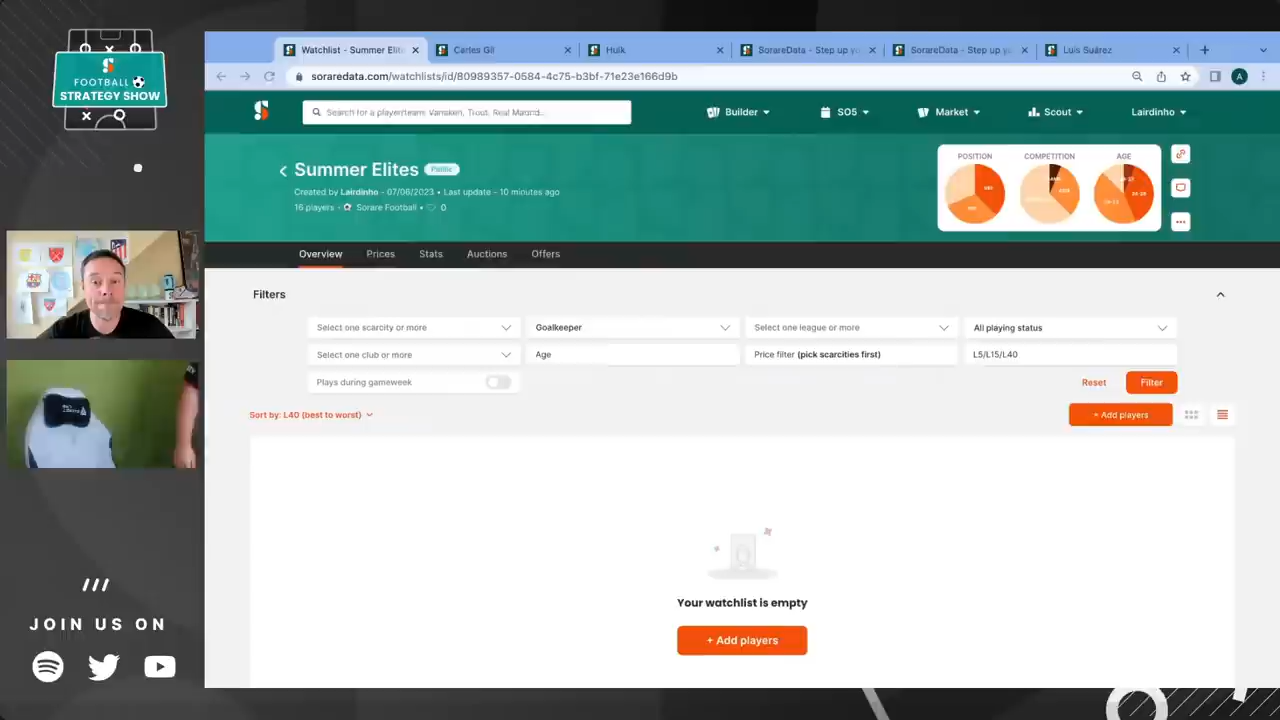 FOOTBALL
STRATEGY SHOW
JOIN US ON
Watchlist - Summer Elit
Carles Gil
Hulk
SorareData - Step up yo
SorareData - Step up yo
Luis Suárez
soraredata.com/watchlists/id/80989357-0584-4c75-b3bf-71e23e166d9b
A
Search for a player/team: Vansken, Trout, Real Madrid...
Builder
SO5
Market
Scout
Lairdinho
Summer Elites
Public
Created by Lairdinho - 07/06/2023 • Last update - 10 minutes ago
16 players • Sorare Football • 0
POSITION
COMPETITION
AGE
Overview
Prices
Stats
Auctions
Offers
Filters
Select one scarcity or more
Goalkeeper
Select one league or more
All playing status
Select one club or more
Age
Price filter (pick scarcities first)
L5/L15/L40
Plays during gameweek
Reset
Filter
Sort by: L40 (best to worst)
+ Add players
Your watchlist is empty
+ Add players